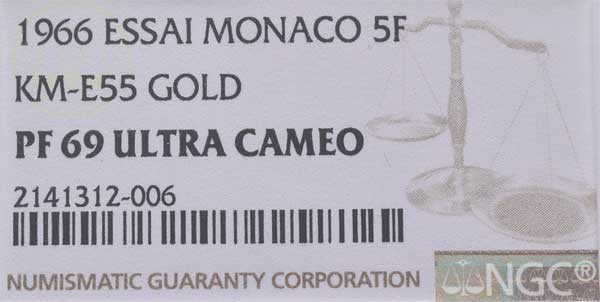 1966 ESSAI MONACO 5F
KM-E55 GOLD
PF 69 ULTRA CAMEO
2141312-006
NUMISMATIC GUARANTY CORPORATION
NGC®